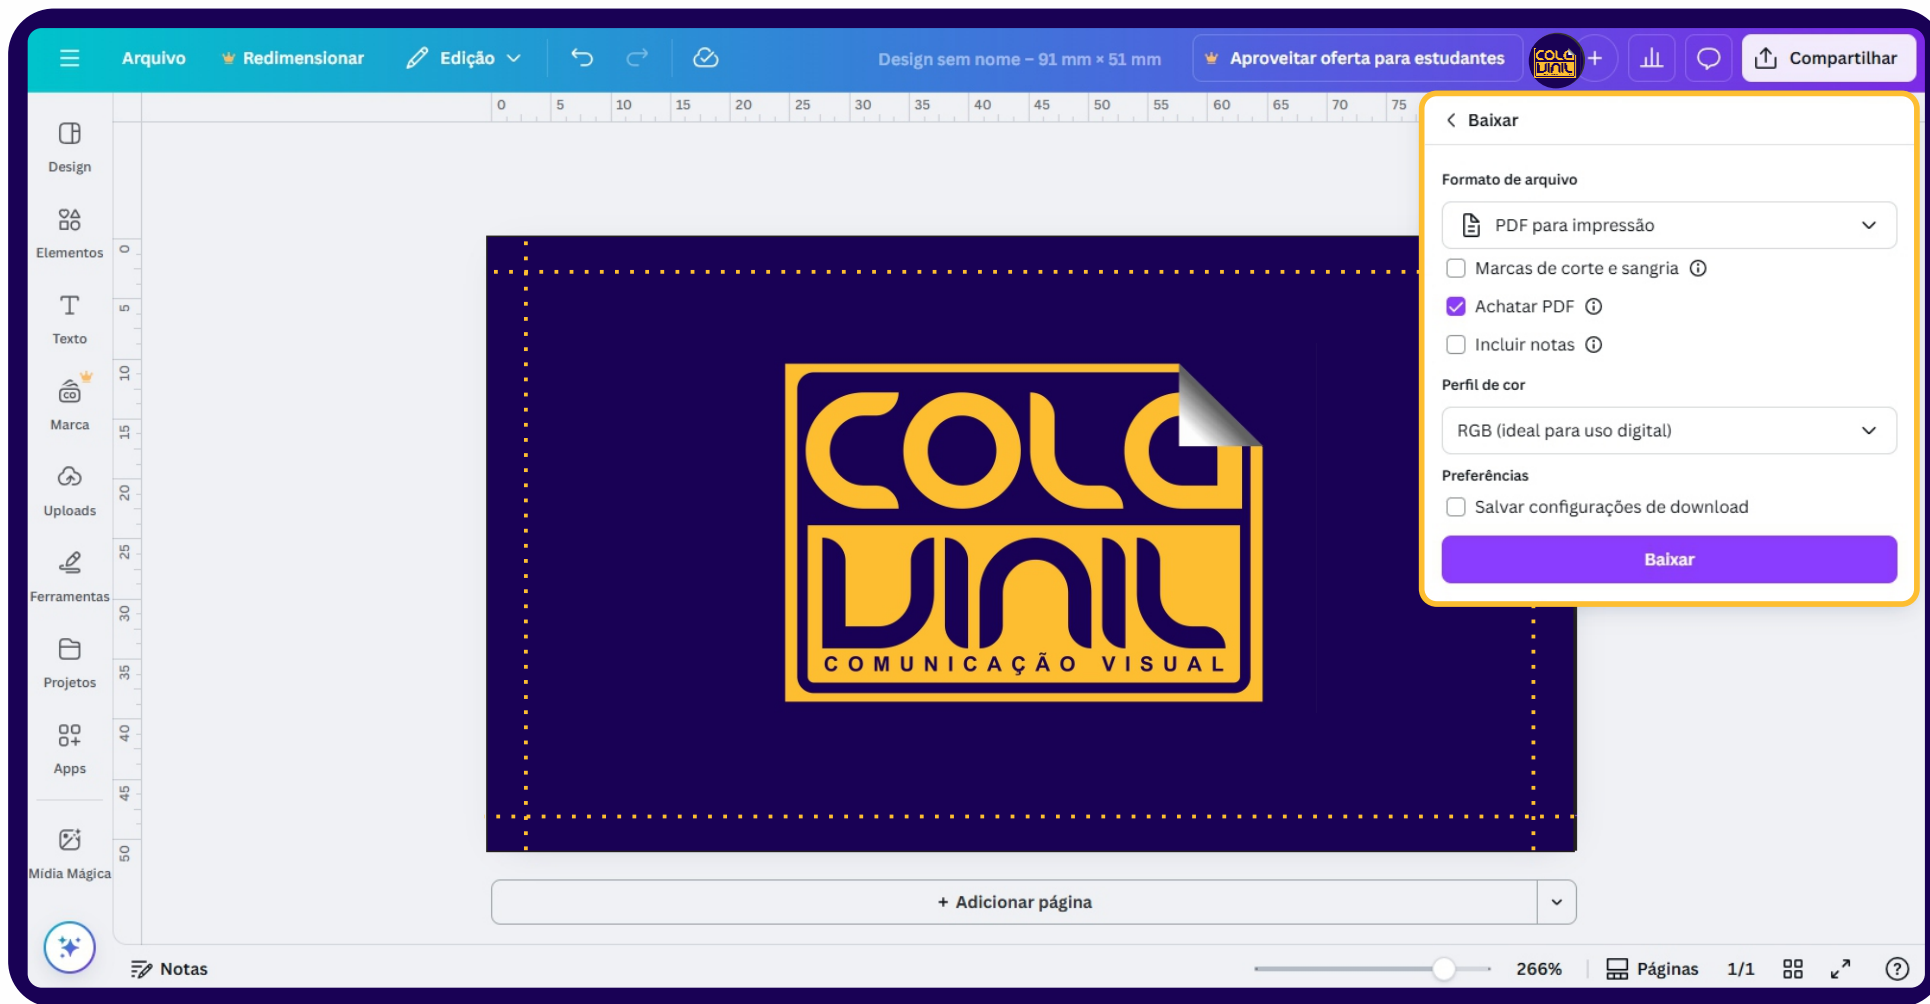 Arquivo
Redimensionar
Edição
Design sem nome – 91 mm × 51 mm
Aproveitar oferta para estudantes
COLA
VINIL
+
Compartilhar
0 5 10 15 20 25 30 35 40 45 50 55 60 65 70 75
Design
Elementos
Texto
CO
Marca
Uploads
Ferramentas
Projetos
Apps
Mídia Mágica
0
5
10
15
20
25
30
35
40
45
50
COLA
VINIL
COMUNICAÇÃO VISUAL
Baixar
Formato de arquivo
PDF para impressão
Marcas de corte e sangria
Achatar PDF
Incluir notas
Perfil de cor
RGB (ideal para uso digital)
Preferências
Salvar configurações de download
Baixar
+ Adicionar página
Notas
266%
Páginas
1/1
?